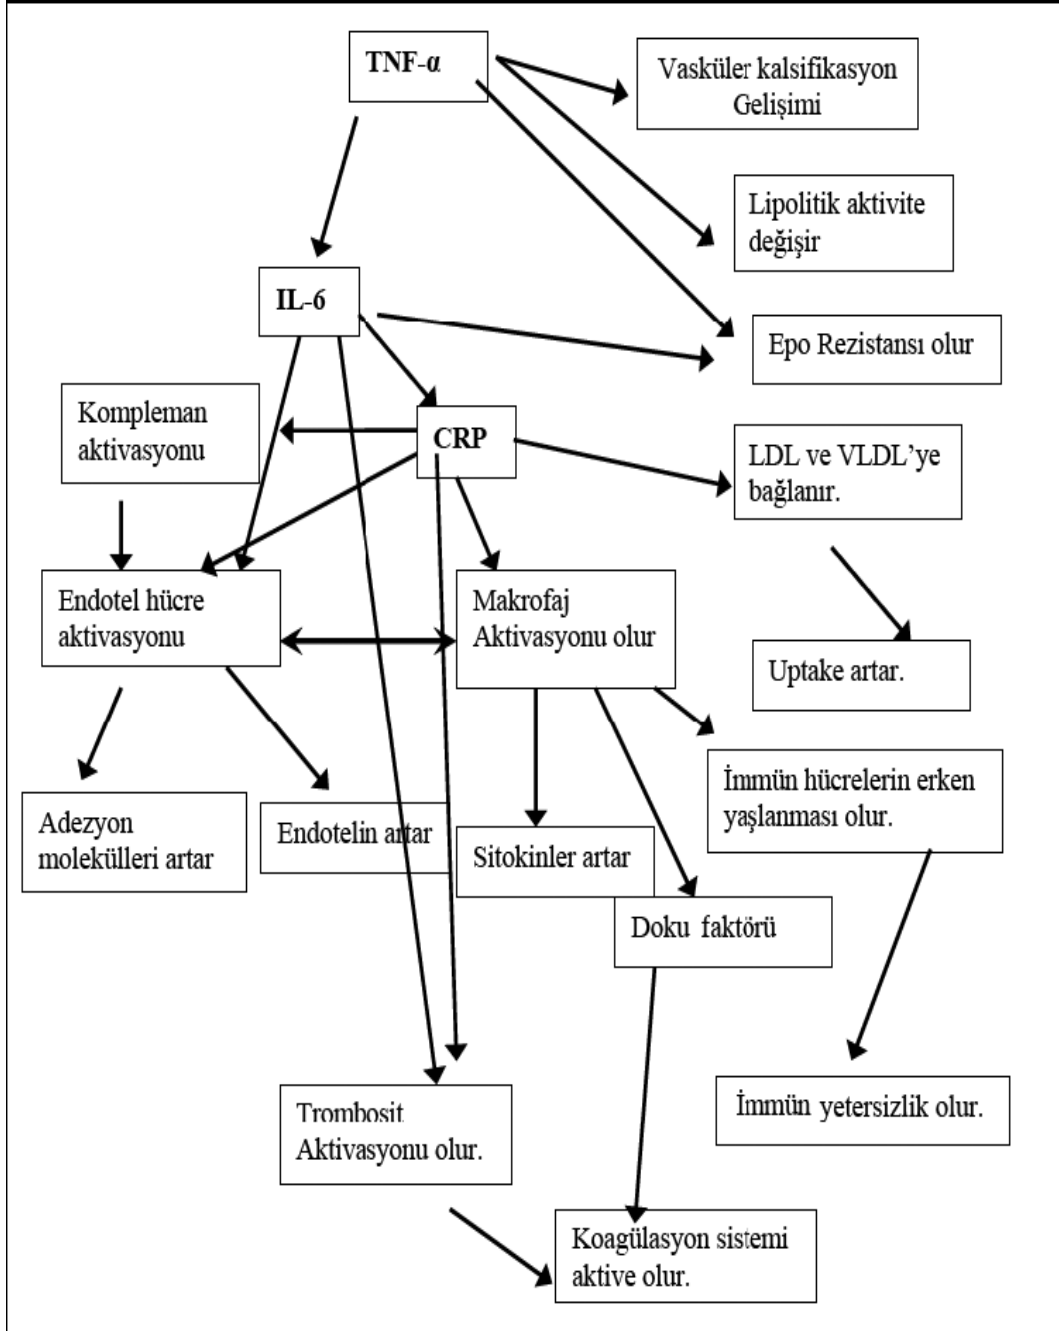 TNF-α
Vasküler kalsifikasyon
Gelişimi
Lipolitik aktivite
değişir
IL-6
Epo Rezistansı olur
Kompleman
aktivasyonu
CRP
LDL ve VLDL’ye
bağlanır.
Endotel hücre
aktivasyonu
Makrofaj
Aktivasyonu olur
Uptake artar.
İmmün hücrelerin erken
yaşlanması olur.
Adezyon
molekülleri artar
Endotelin artar
Sitokinler artar
Doku faktörü
Trombosit
Aktivasyonu olur.
İmmün yetersizlik olur.
Koagülasyon sistemi
aktive olur.